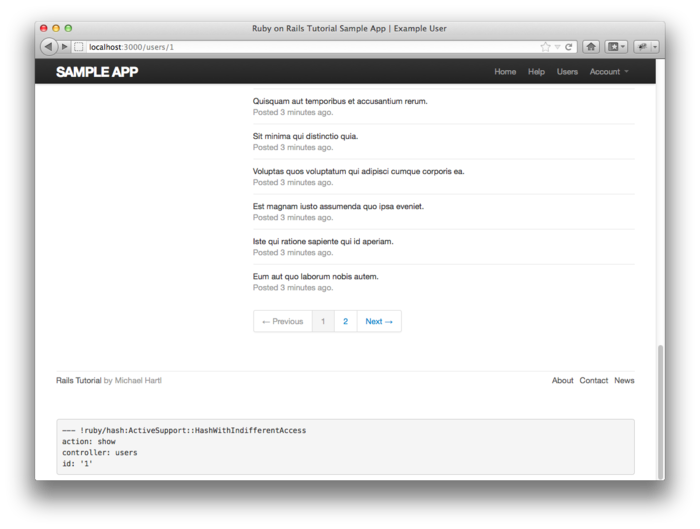 Ruby on Rails Tutorial Sample App | Example User
localhost:3000/users/1
SAMPLE APP
Home Help Users Account
Quisquam aut temporibus et accusantium rerum.
Posted 3 minutes ago.
Sit minima qui distinctio quia.
Posted 3 minutes ago.
Voluptas quos voluptatum qui adipisci cumque corporis ea.
Posted 3 minutes ago.
Est magnam iusto assumenda quo ipsa eveniet.
Posted 3 minutes ago.
Iste qui ratione sapiente qui id aperiam.
Posted 3 minutes ago.
Eum aut quo laborum nobis autem.
Posted 3 minutes ago.
← Previous 1 2 Next →
Rails Tutorial by Michael Hartl
About Contact News
--- !ruby/hash:ActiveSupport::HashWithIndifferentAccess
action: show
controller: users
id: '1'